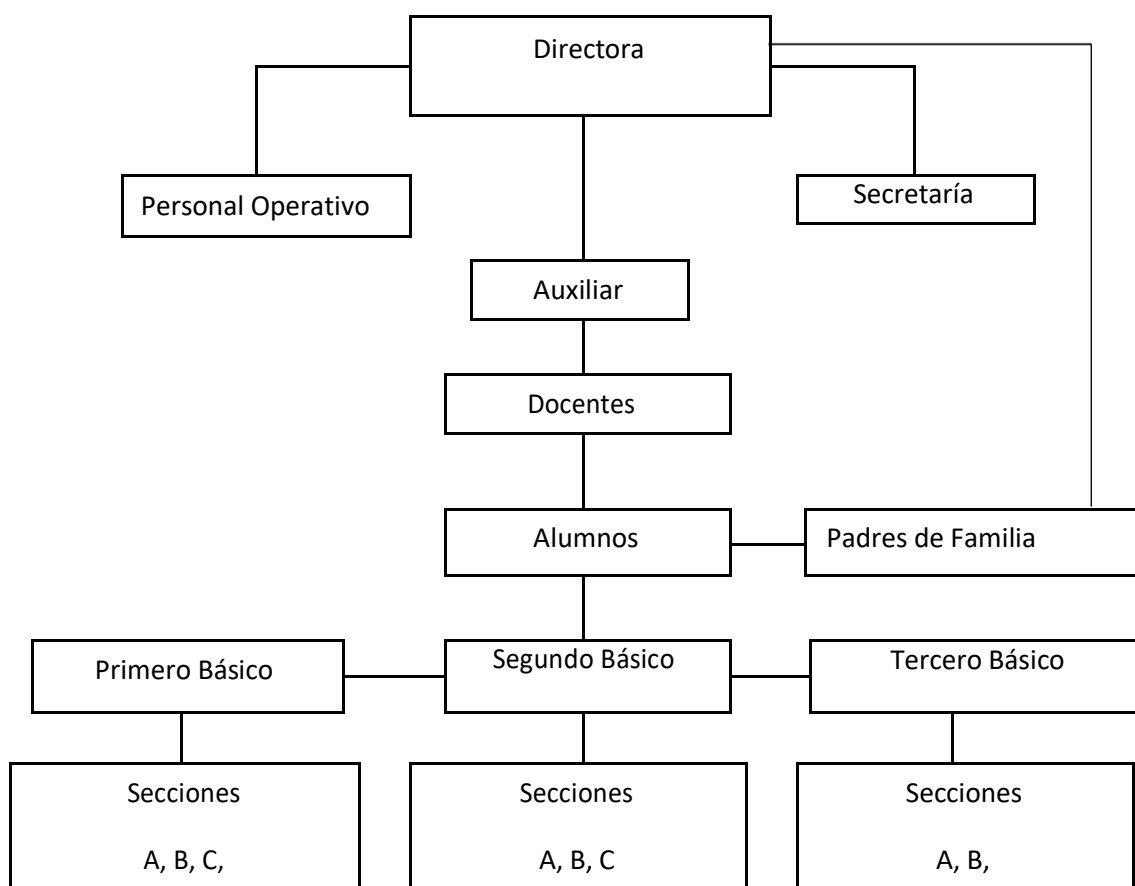 Directora
Personal Operativo
Secretaría
Auxiliar
Docentes
Alumnos
Padres de Familia
Primero Básico
Segundo Básico
Tercero Básico
Secciones
A, B, C,
Secciones
A, B, C
Secciones
A, B,